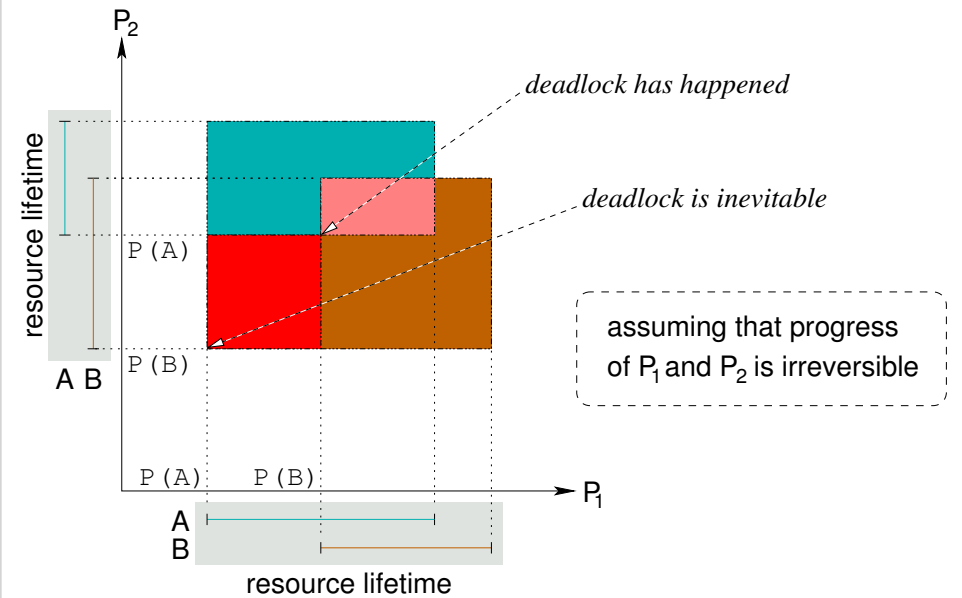 P₂
deadlock has happened
deadlock is inevitable
resource lifetime
P(A)
P(B)
A B
assuming that progress
of P₁ and P₂ is irreversible
P(A) P(B)
P₁
A
B
resource lifetime